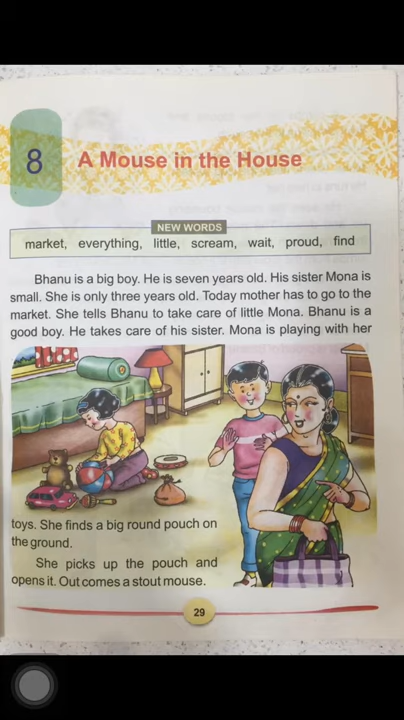 8
A Mouse in the House
NEW WORDS
market, everything, little, scream, wait, proud, find
Bhanu is a big boy. He is seven years old. His sister Mona is
small. She is only three years old. Today mother has to go to the
market. She tells Bhanu to take care of little Mona. Bhanu is a
good boy. He takes care of his sister. Mona is playing with her
toys. She finds a big round pouch on
the ground.
She picks up the pouch and
opens it. Out comes a stout mouse.
29